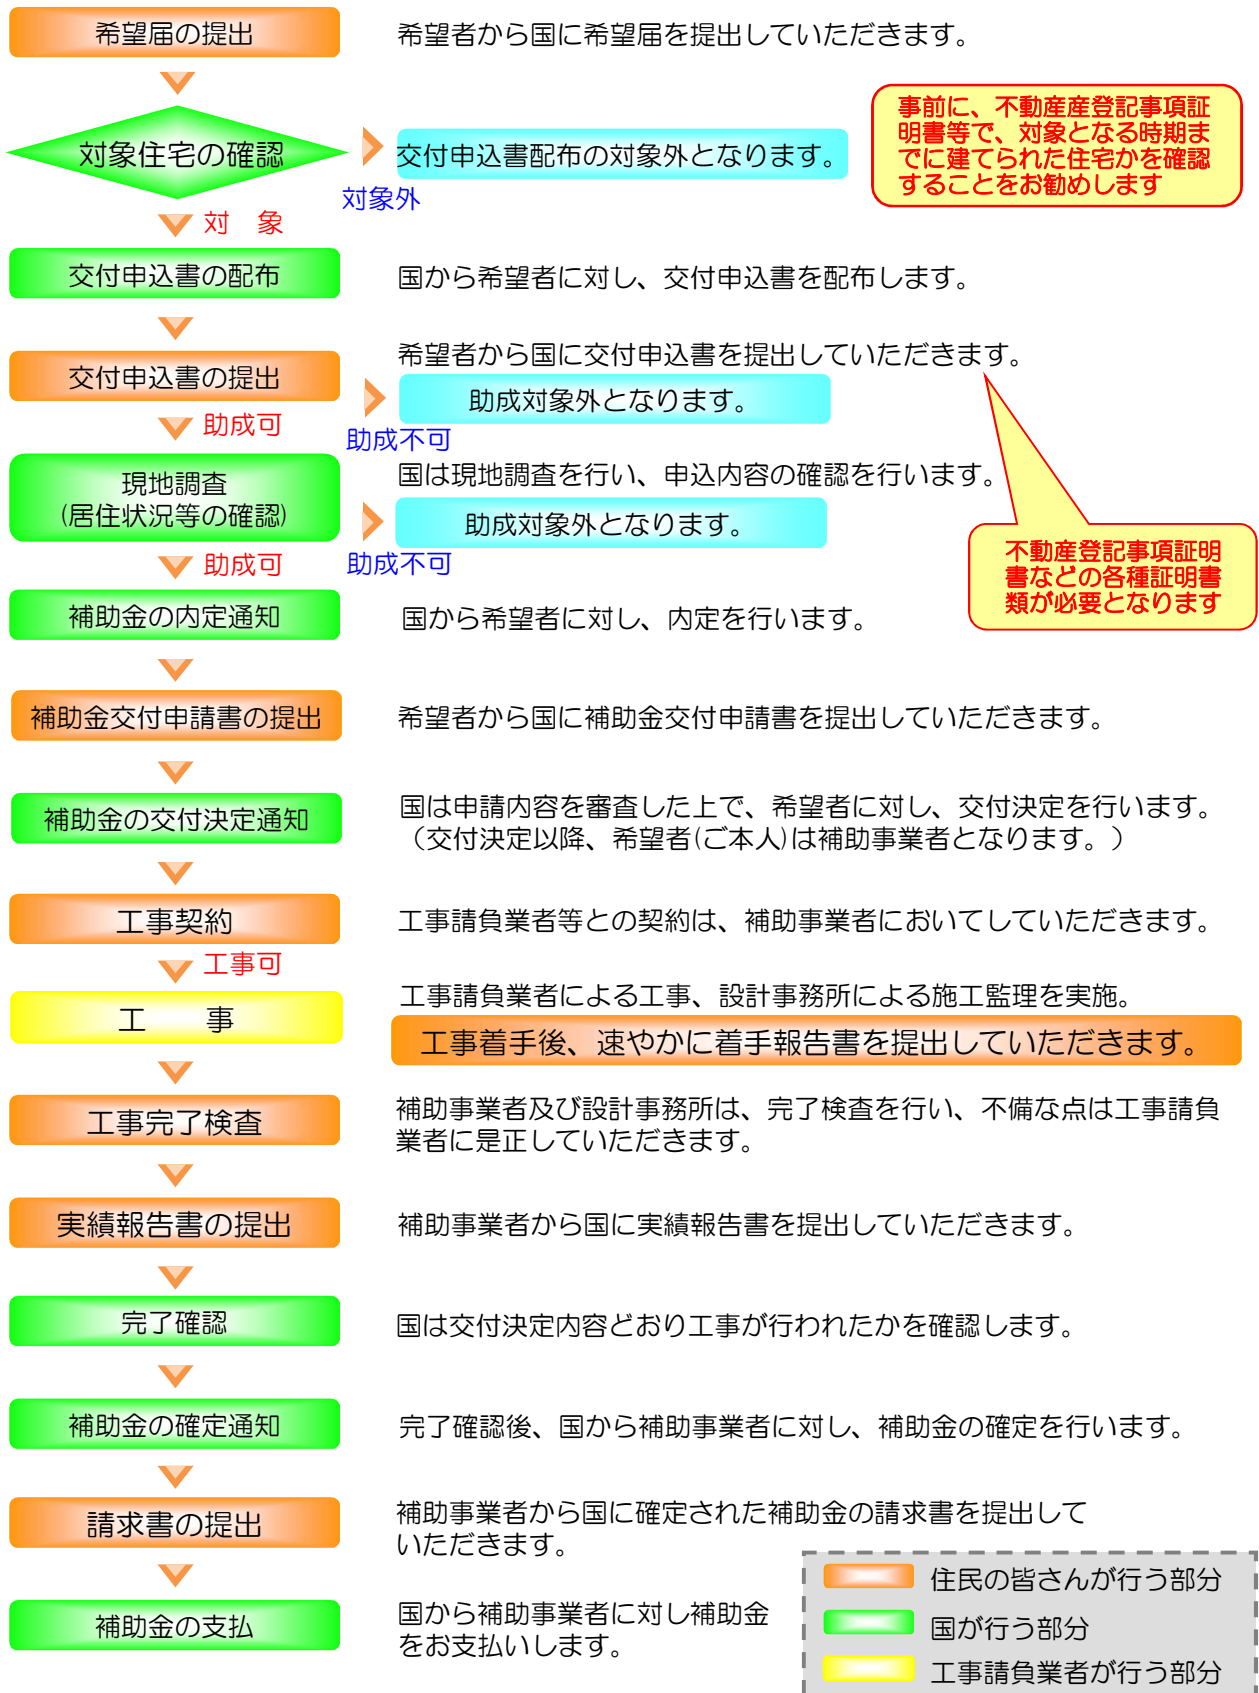 希望届の提出
希望者から国に希望届を提出していただきます。
事前に、不動産産登記事項証
明書等で、対象となる時期ま
でに建てられた住宅かを確認
することをお勧めします
対象住宅の確認
交付申込書配布の対象外となります。
対象外
対　象
交付申込書の配布
国から希望者に対し、交付申込書を配布します。
交付申込書の提出
希望者から国に交付申込書を提出していただきます。
助成対象外となります。
助成可
助成不可
不動産登記事項証明
書などの各種証明書
類が必要となります
現地調査
(居住状況等の確認)
国は現地調査を行い、申込内容の確認を行います。
助成対象外となります。
助成可
助成不可
補助金の内定通知
国から希望者に対し、内定を行います。
補助金交付申請書の提出
希望者から国に補助金交付申請書を提出していただきます。
補助金の交付決定通知
国は申請内容を審査した上で、希望者に対し、交付決定を行います。
（交付決定以降、希望者(ご本人)は補助事業者となります。）
工事契約
工事請負業者等との契約は、補助事業者においてしていただきます。
工事可
工　事
工事請負業者による工事、設計事務所による施工監理を実施。
工事着手後、速やかに着手報告書を提出していただきます。
工事完了検査
補助事業者及び設計事務所は、完了検査を行い、不備な点は工事請負
業者に是正していただきます。
実績報告書の提出
補助事業者から国に実績報告書を提出していただきます。
完了確認
国は交付決定内容どおり工事が行われたかを確認します。
補助金の確定通知
完了確認後、国から補助事業者に対し、補助金の確定を行います。
請求書の提出
補助事業者から国に確定された補助金の請求書を提出して
いただきます。
補助金の支払
国から補助事業者に対し補助金
をお支払いします。
住民の皆さんが行う部分
国が行う部分
工事請負業者が行う部分